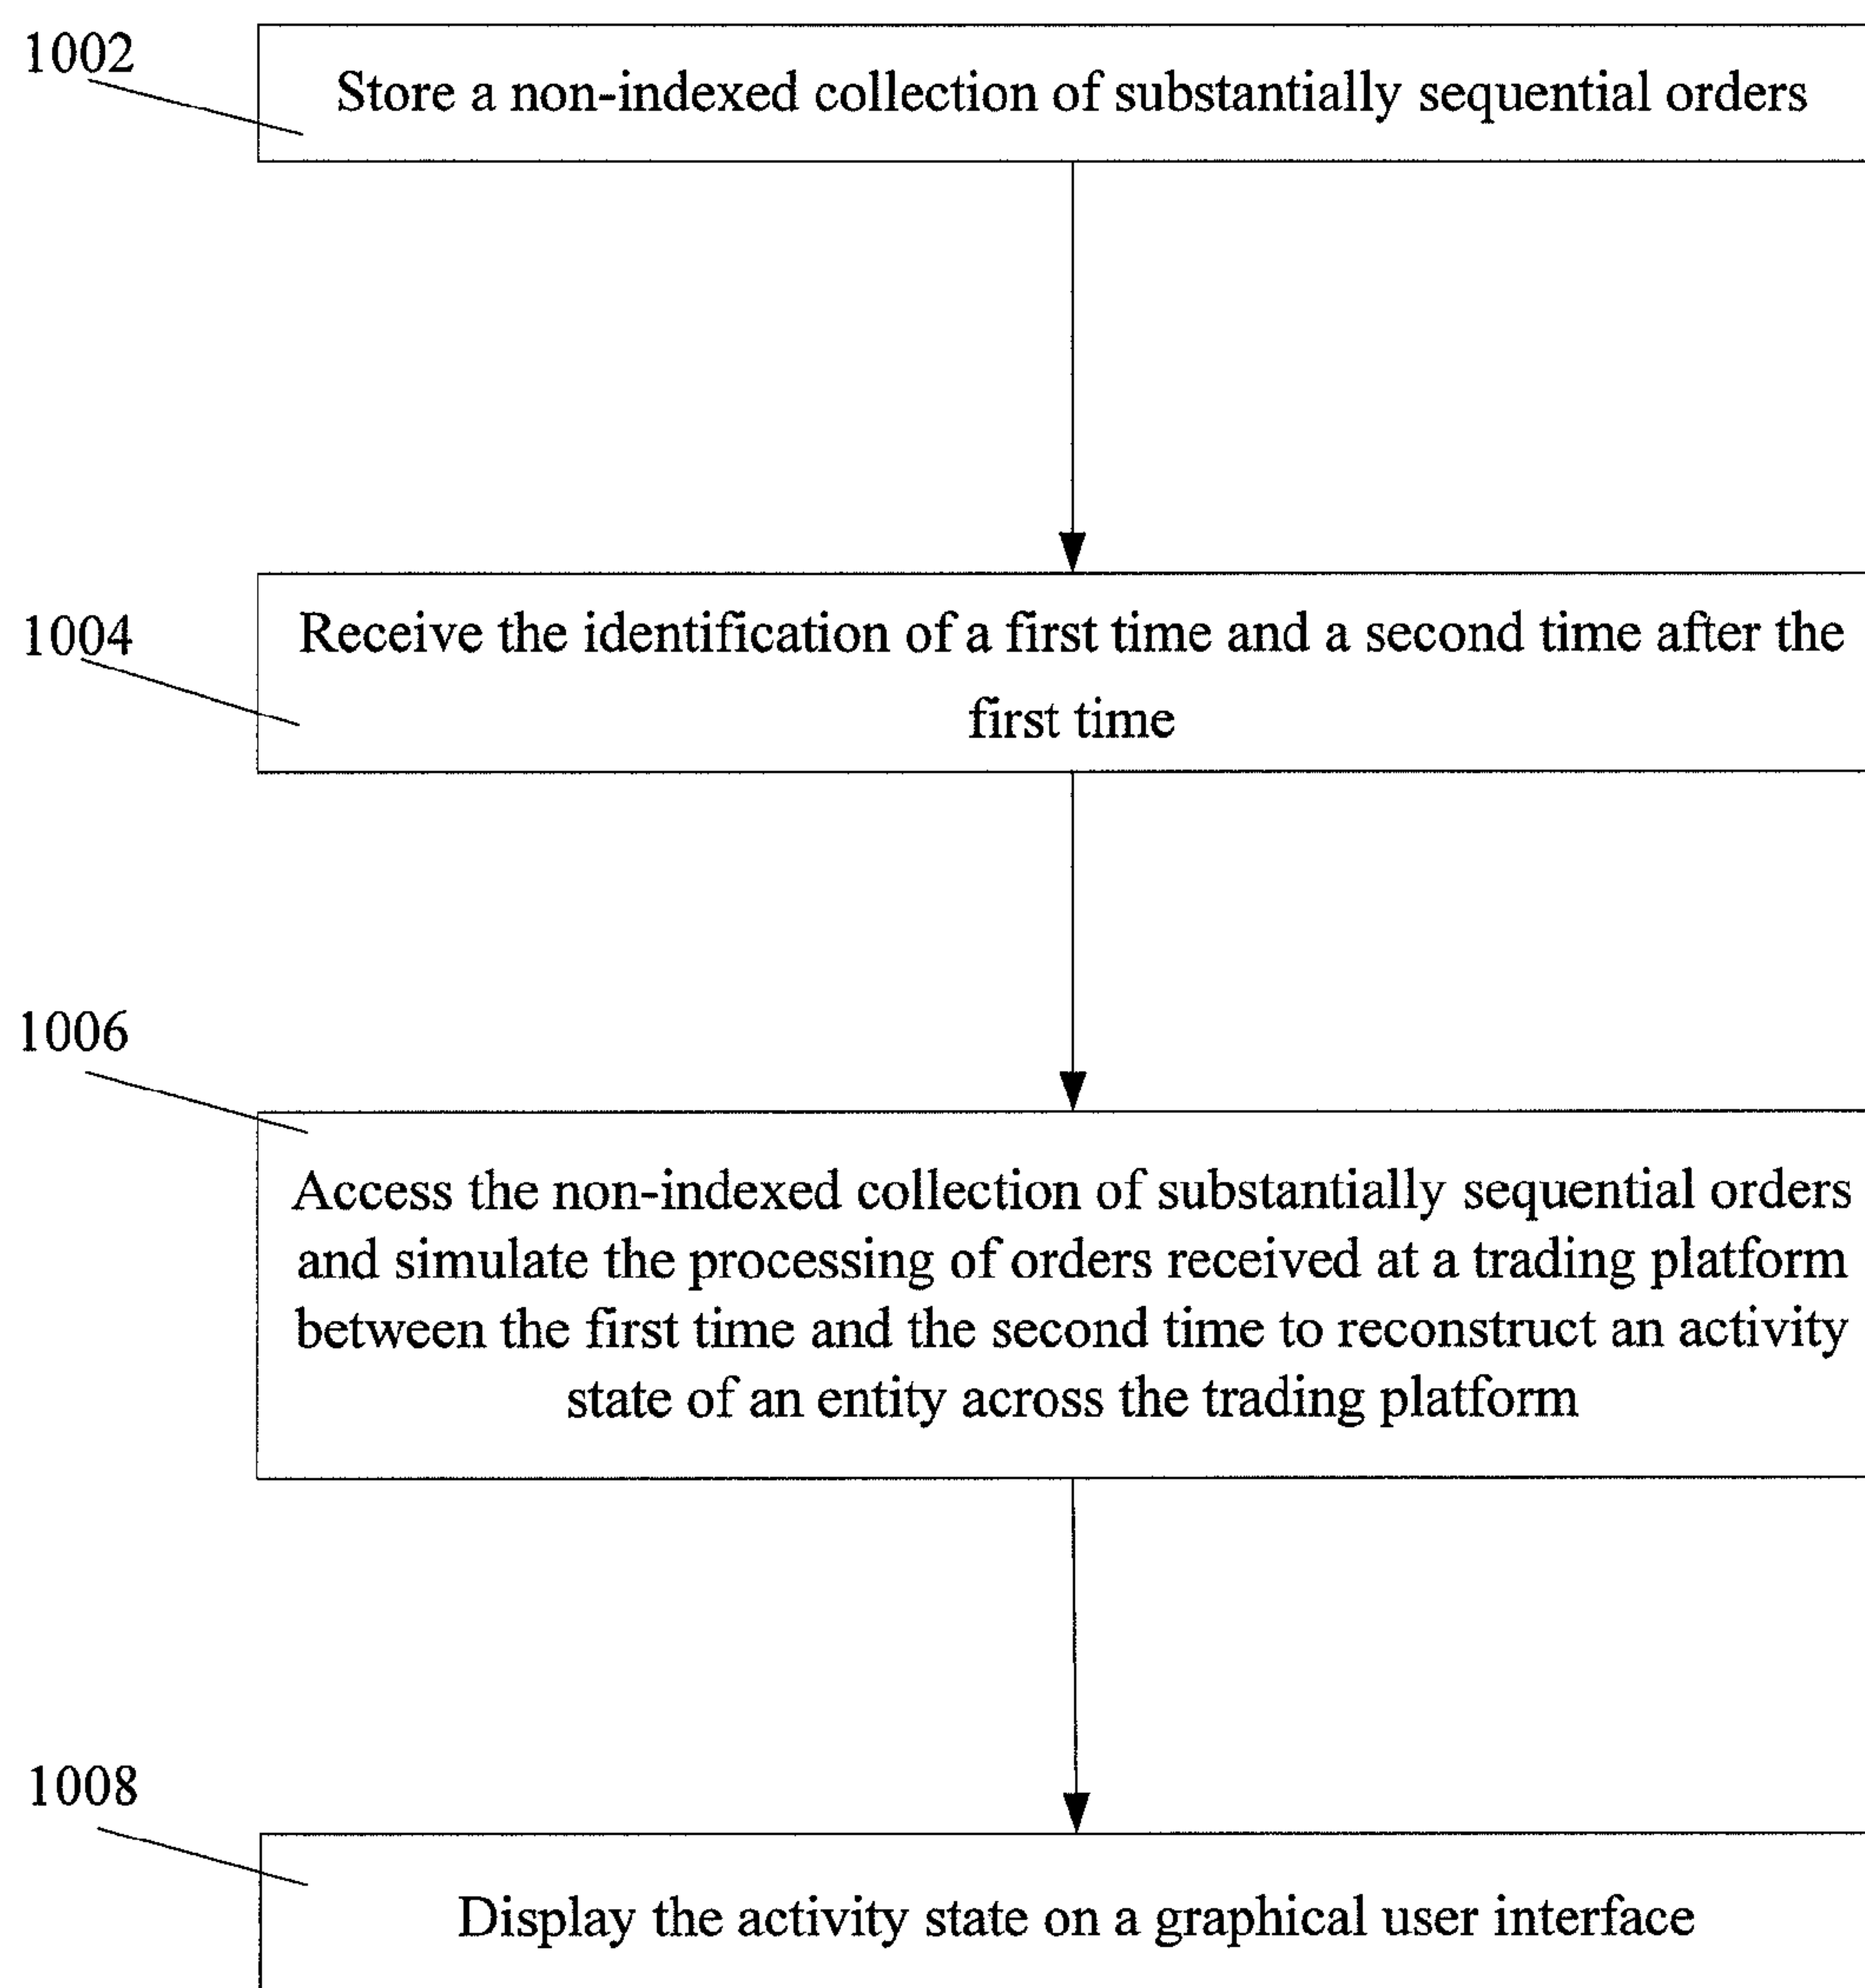 1002
Store a non-indexed collection of substantially sequential orders
1004
Receive the identification of a first time and a second time after the
first time
1006
Access the non-indexed collection of substantially sequential orders
and simulate the processing of orders received at a trading platform
between the first time and the second time to reconstruct an activity
state of an entity across the trading platform
1008
Display the activity state on a graphical user interface